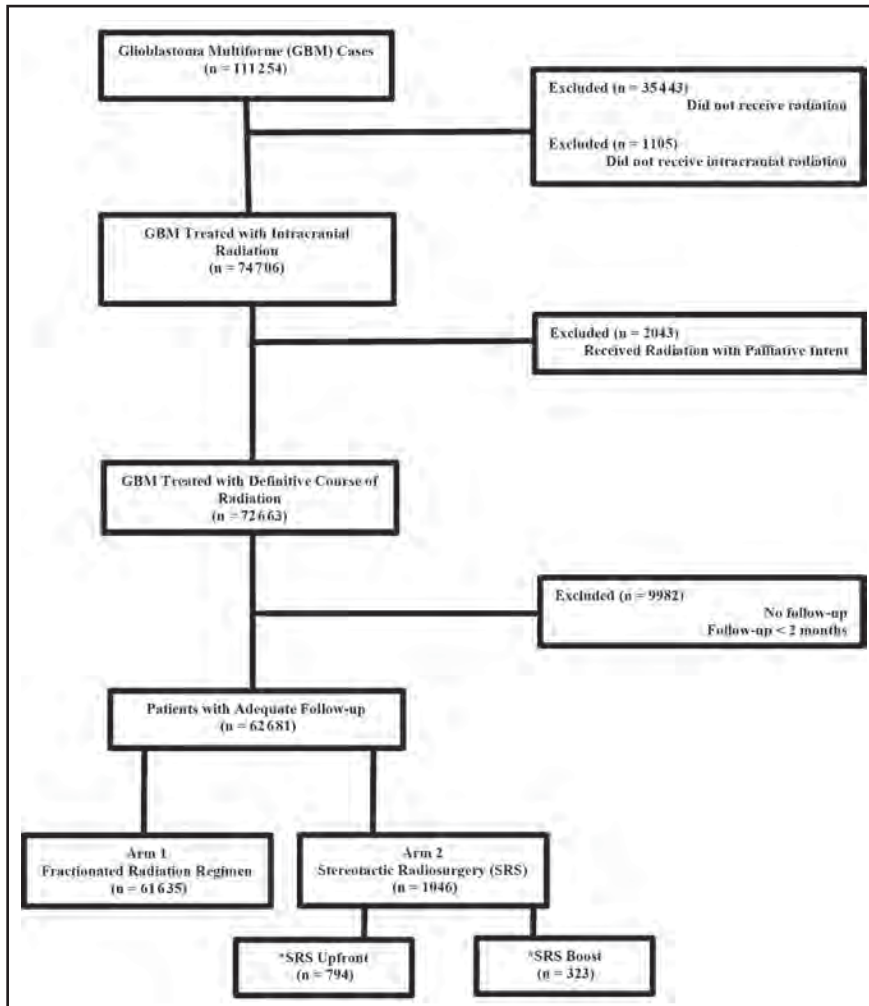 Glioblastoma Multiforme (GBM) Cases
(n = 111254)
Excluded (n = 35443)
Did not receive radiation
Excluded (n = 1105)
Did not receive intracranial radiation
GBM Treated with Intracranial
Radiation
(n = 74706)
Excluded (n = 2043)
Received Radiation with Palliative Intent
GBM Treated with Definitive Course of
Radiation
(n = 72663)
Excluded (n = 9982)
No follow-up
Follow-up < 2 months
Patients with Adequate Follow-up
(n = 62681)
Arm 1
Fractionated Radiation Regimen
n = 61635)
Arm 2
Stereotactic Radiosurgery (SRS)
n = 1046)
*SRS Upfront
(n = 794)
*SRS Boost
(n = 323)